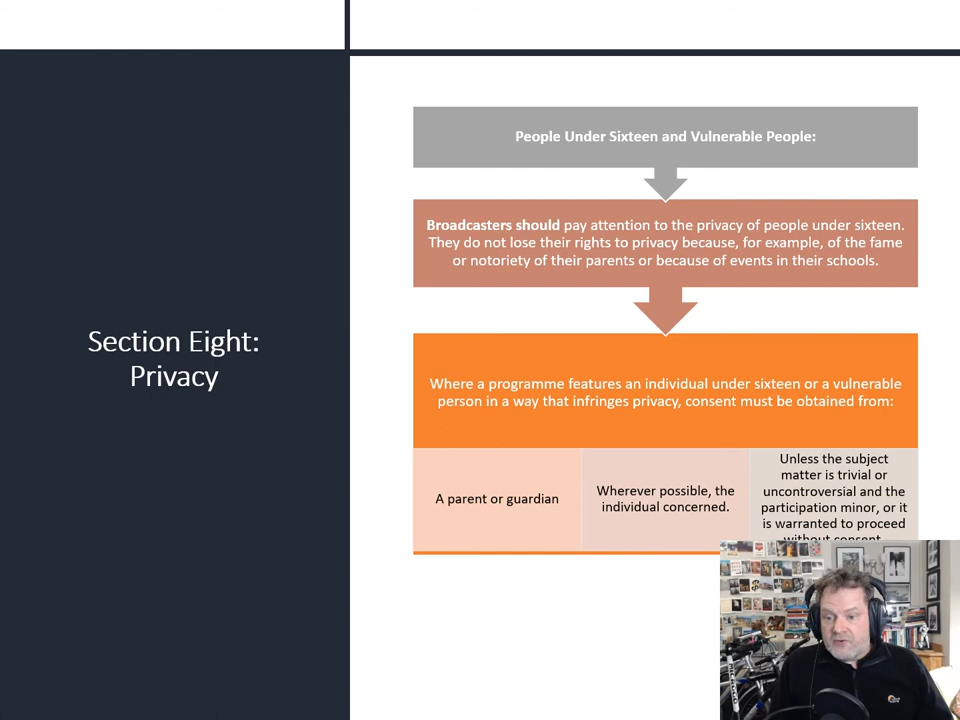 People Under Sixteen and Vulnerable People:
Broadcasters should pay attention to the privacy of people under sixteen.
They do not lose their rights to privacy because, for example, of the fame
or notoriety of their parents or because of events in their schools.
Section Eight:
Privacy
Where a programme features an individual under sixteen or a vulnerable
person in a way that infringes privacy, consent must be obtained from:
A parent or guardian
Wherever possible, the
individual concerned.
Unless the subject
matter is trivial or
uncontroversial and the
participation minor, or it
is warranted to proceed
without consent